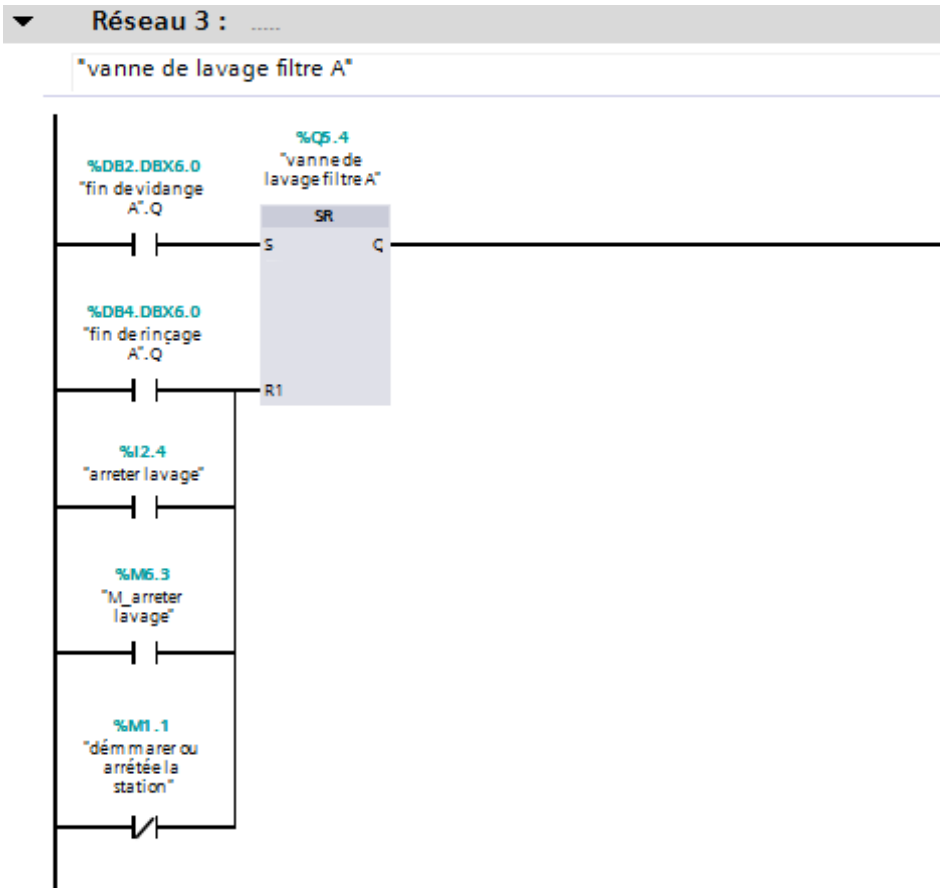 Réseau 3 : .....
"vanne de lavage filtre A"
%Q5.4
"vanne de
lavage filtre A"
%DB2.DBX6.0
"fin de vidange
A".Q
SR
S Q
%DB4.DBX6.0
"fin de rinçage
A".Q
R1
%I2.4
"arreter lavage"
%M6.3
"M_arreter
lavage"
%M1.1
"démmarer ou
arrétée la
station"